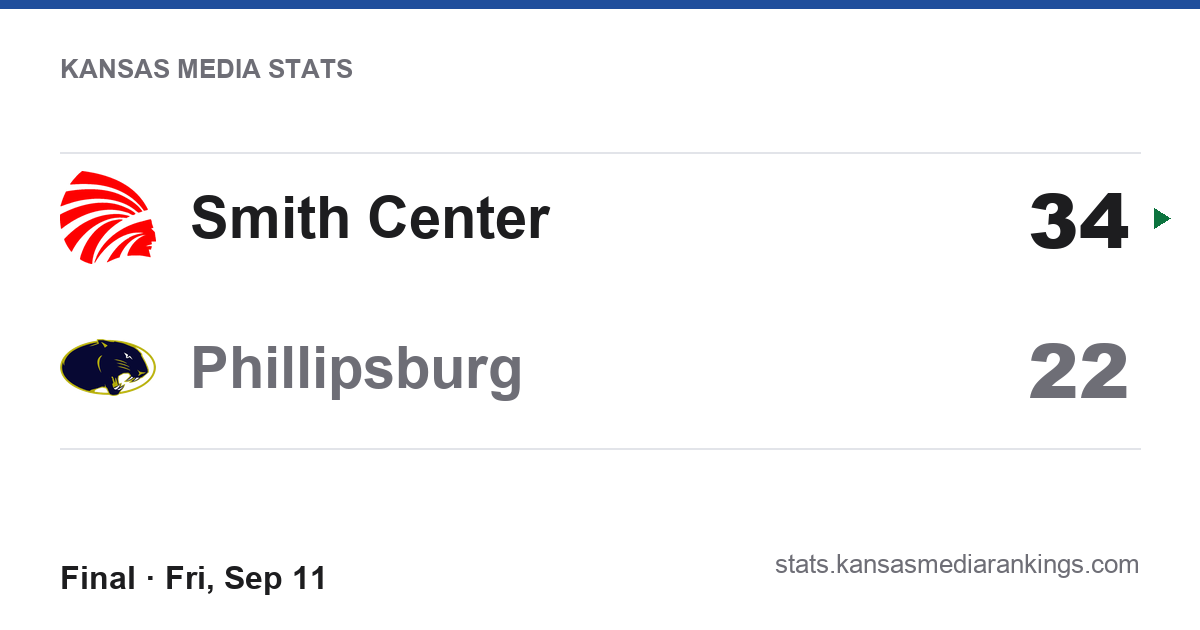 KANSAS MEDIA STATS
Smith Center 34
Phillipsburg 22
Final · Fri, Sep 11
stats.kansasmediarankings.com